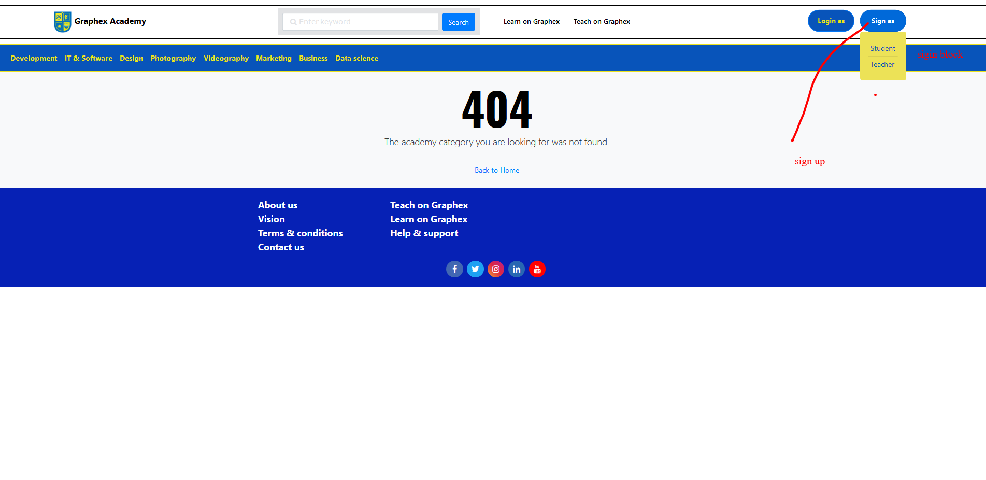 Graphex Academy
Enter keyword
Search
Learn on Graphex
Teach on Graphex
Login as
Sign as
Student
Teacher
Development IT & Software Design Photography Videography Marketing Business Data science
404
The academy category you are looking for was not found
Back to Home
sign up
About us
Vision
Terms & conditions
Contact us
Teach on Graphex
Learn on Graphex
Help & support